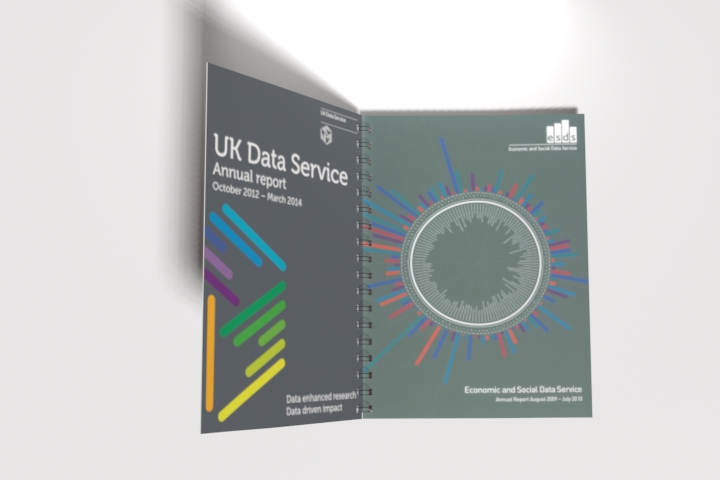 UK Data Service
UK Data Service
Annual report
October 2012 – March 2014
Data enhanced research
Data driven impact
esds
Economic and Social Data Service
Economic and Social Data Service
Annual Report August 2009 – July 2010